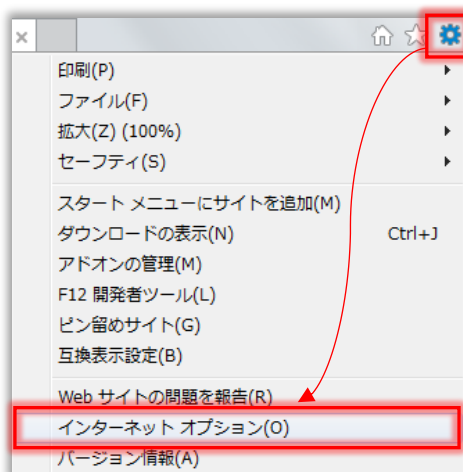 印刷(P)
ファイル(F)
拡大(Z) (100%)
セーフティ(S)
スタート メニューにサイトを追加(M)
ダウンロードの表示(N) Ctrl+J
アドオンの管理(M)
F12 開発者ツール(L)
ピン留めサイト(G)
互換表示設定(B)
Web サイトの問題を報告(R)
インターネット オプション(O)
バージョン情報(A)